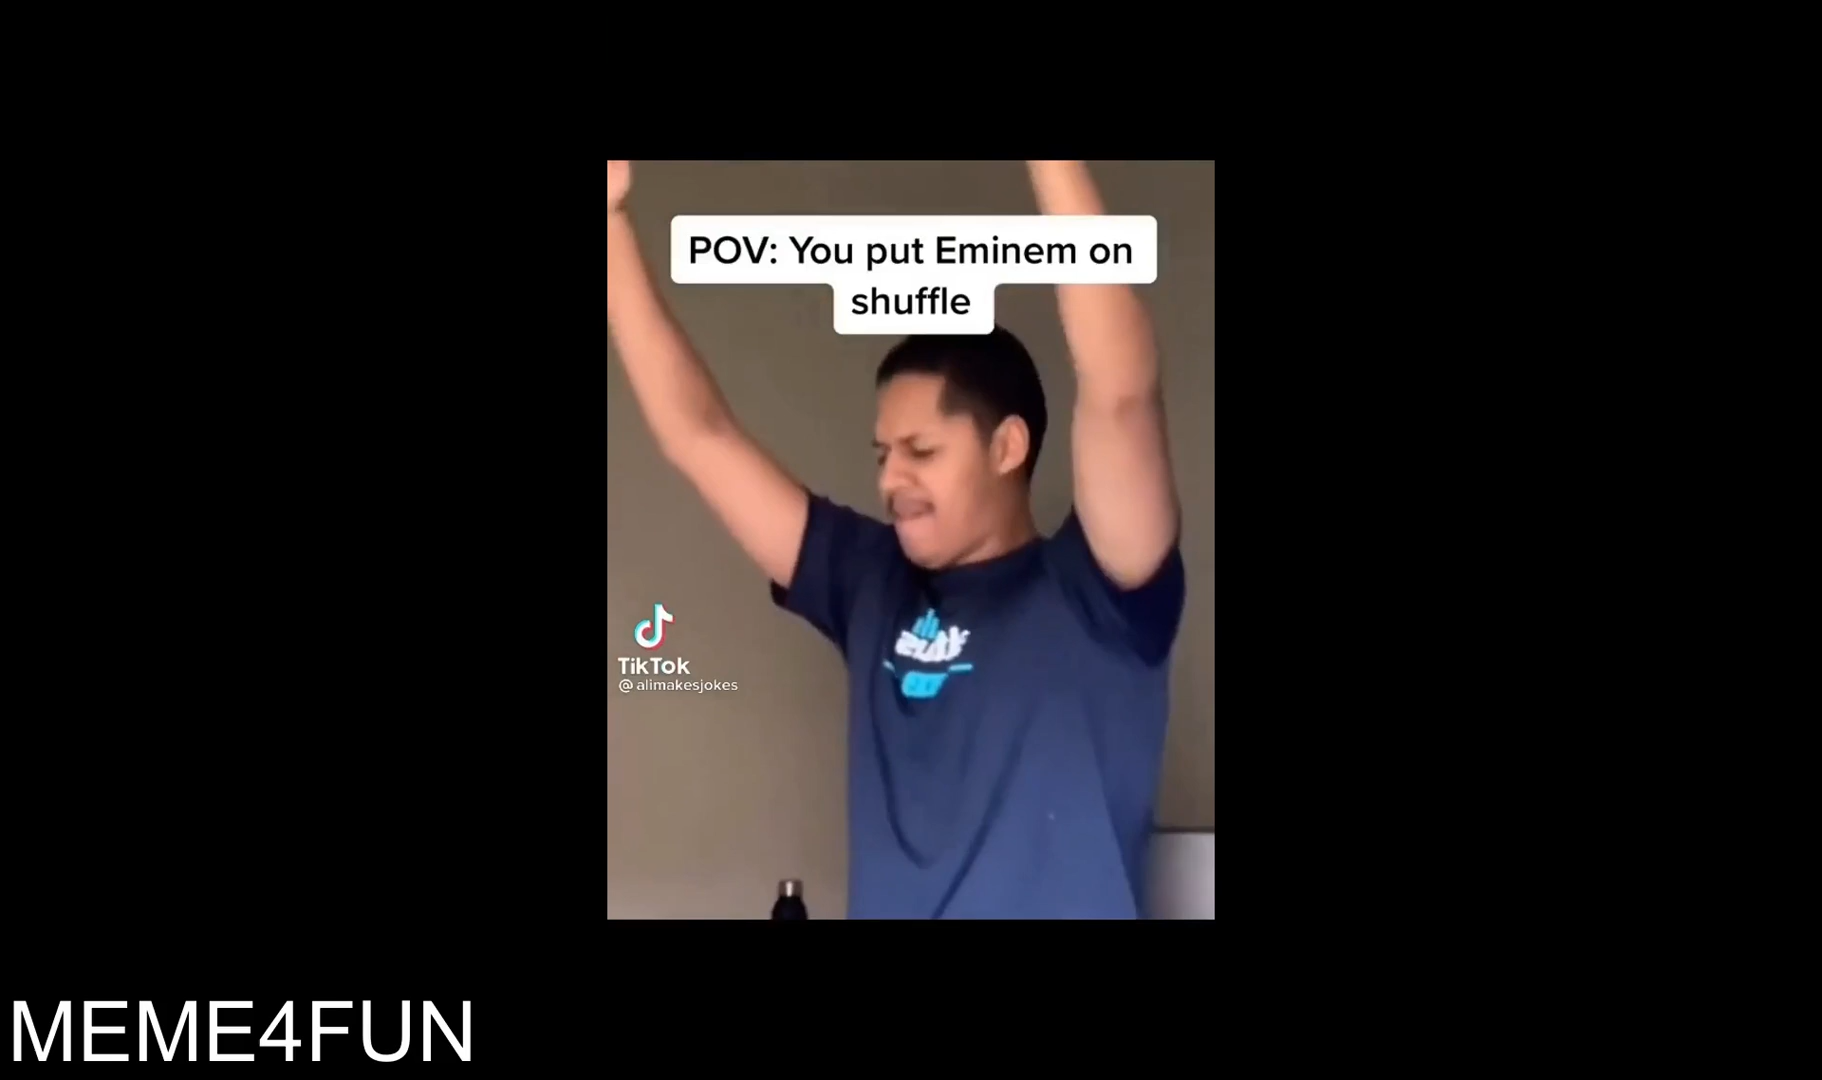 POV: You put Eminem on
shuffle
TikTok
@alimakesjokes
MEME4FUN